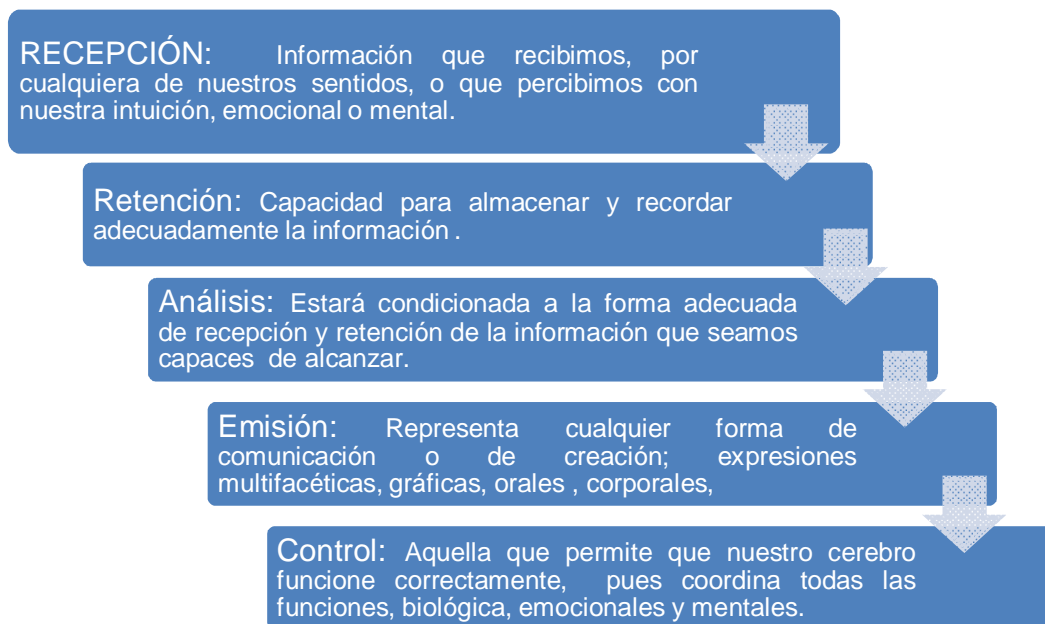 RECEPCIÓN: Información que recibimos, por
cualquiera de nuestros sentidos, o que percibimos con
nuestra intuición, emocional o mental.
Retención: Capacidad para almacenar y recordar
adecuadamente la información .
Análisis: Estará condicionada a la forma adecuada
de recepción y retención de la información que seamos
capaces de alcanzar.
Emisión: Representa cualquier forma de
comunicación o de creación; expresiones
multifacéticas, gráficas, orales , corporales,
Control: Aquella que permite que nuestro cerebro
funcione correctamente, pues coordina todas las
funciones, biológica, emocionales y mentales.